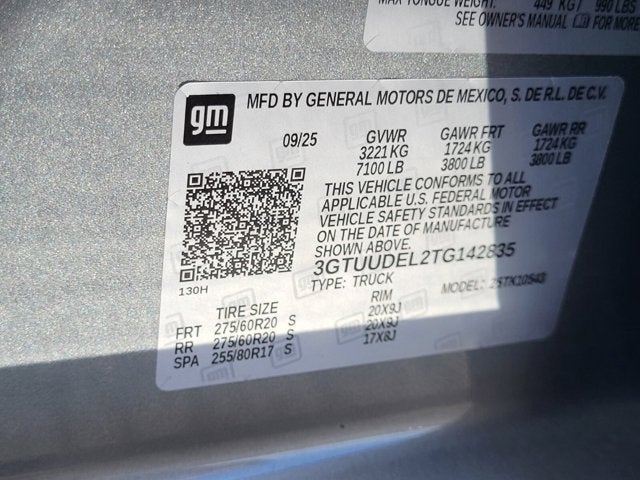 MAX TONGUE WEIGHT: 449 KG 990 LBS
SEE OWNER'S MANUAL FOR MORE
gm
MFD BY GENERAL MOTORS DE MEXICO, S. DE R.L. DE C.V.
09/25 GVWR GAWR FRT GAWR RR
3221 KG 1724 KG 1724 KG
7100 LB 3800 LB 3800 LB
THIS VEHICLE CONFORMS TO ALL
APPLICABLE U.S. FEDERAL MOTOR
VEHICLE SAFETY STANDARDS IN EFFECT
ON THE DATE OF MANUFACTURE
SHOWN ABOVE.
3GTUUDEL2TG142835
130H
TYPE: TRUCK MODEL:
TIRE SIZE RIM
FRT 275/60R20 S 20X9J
RR 275/60R20 S 20X9J
SPA 255/80R17 S 17X8J